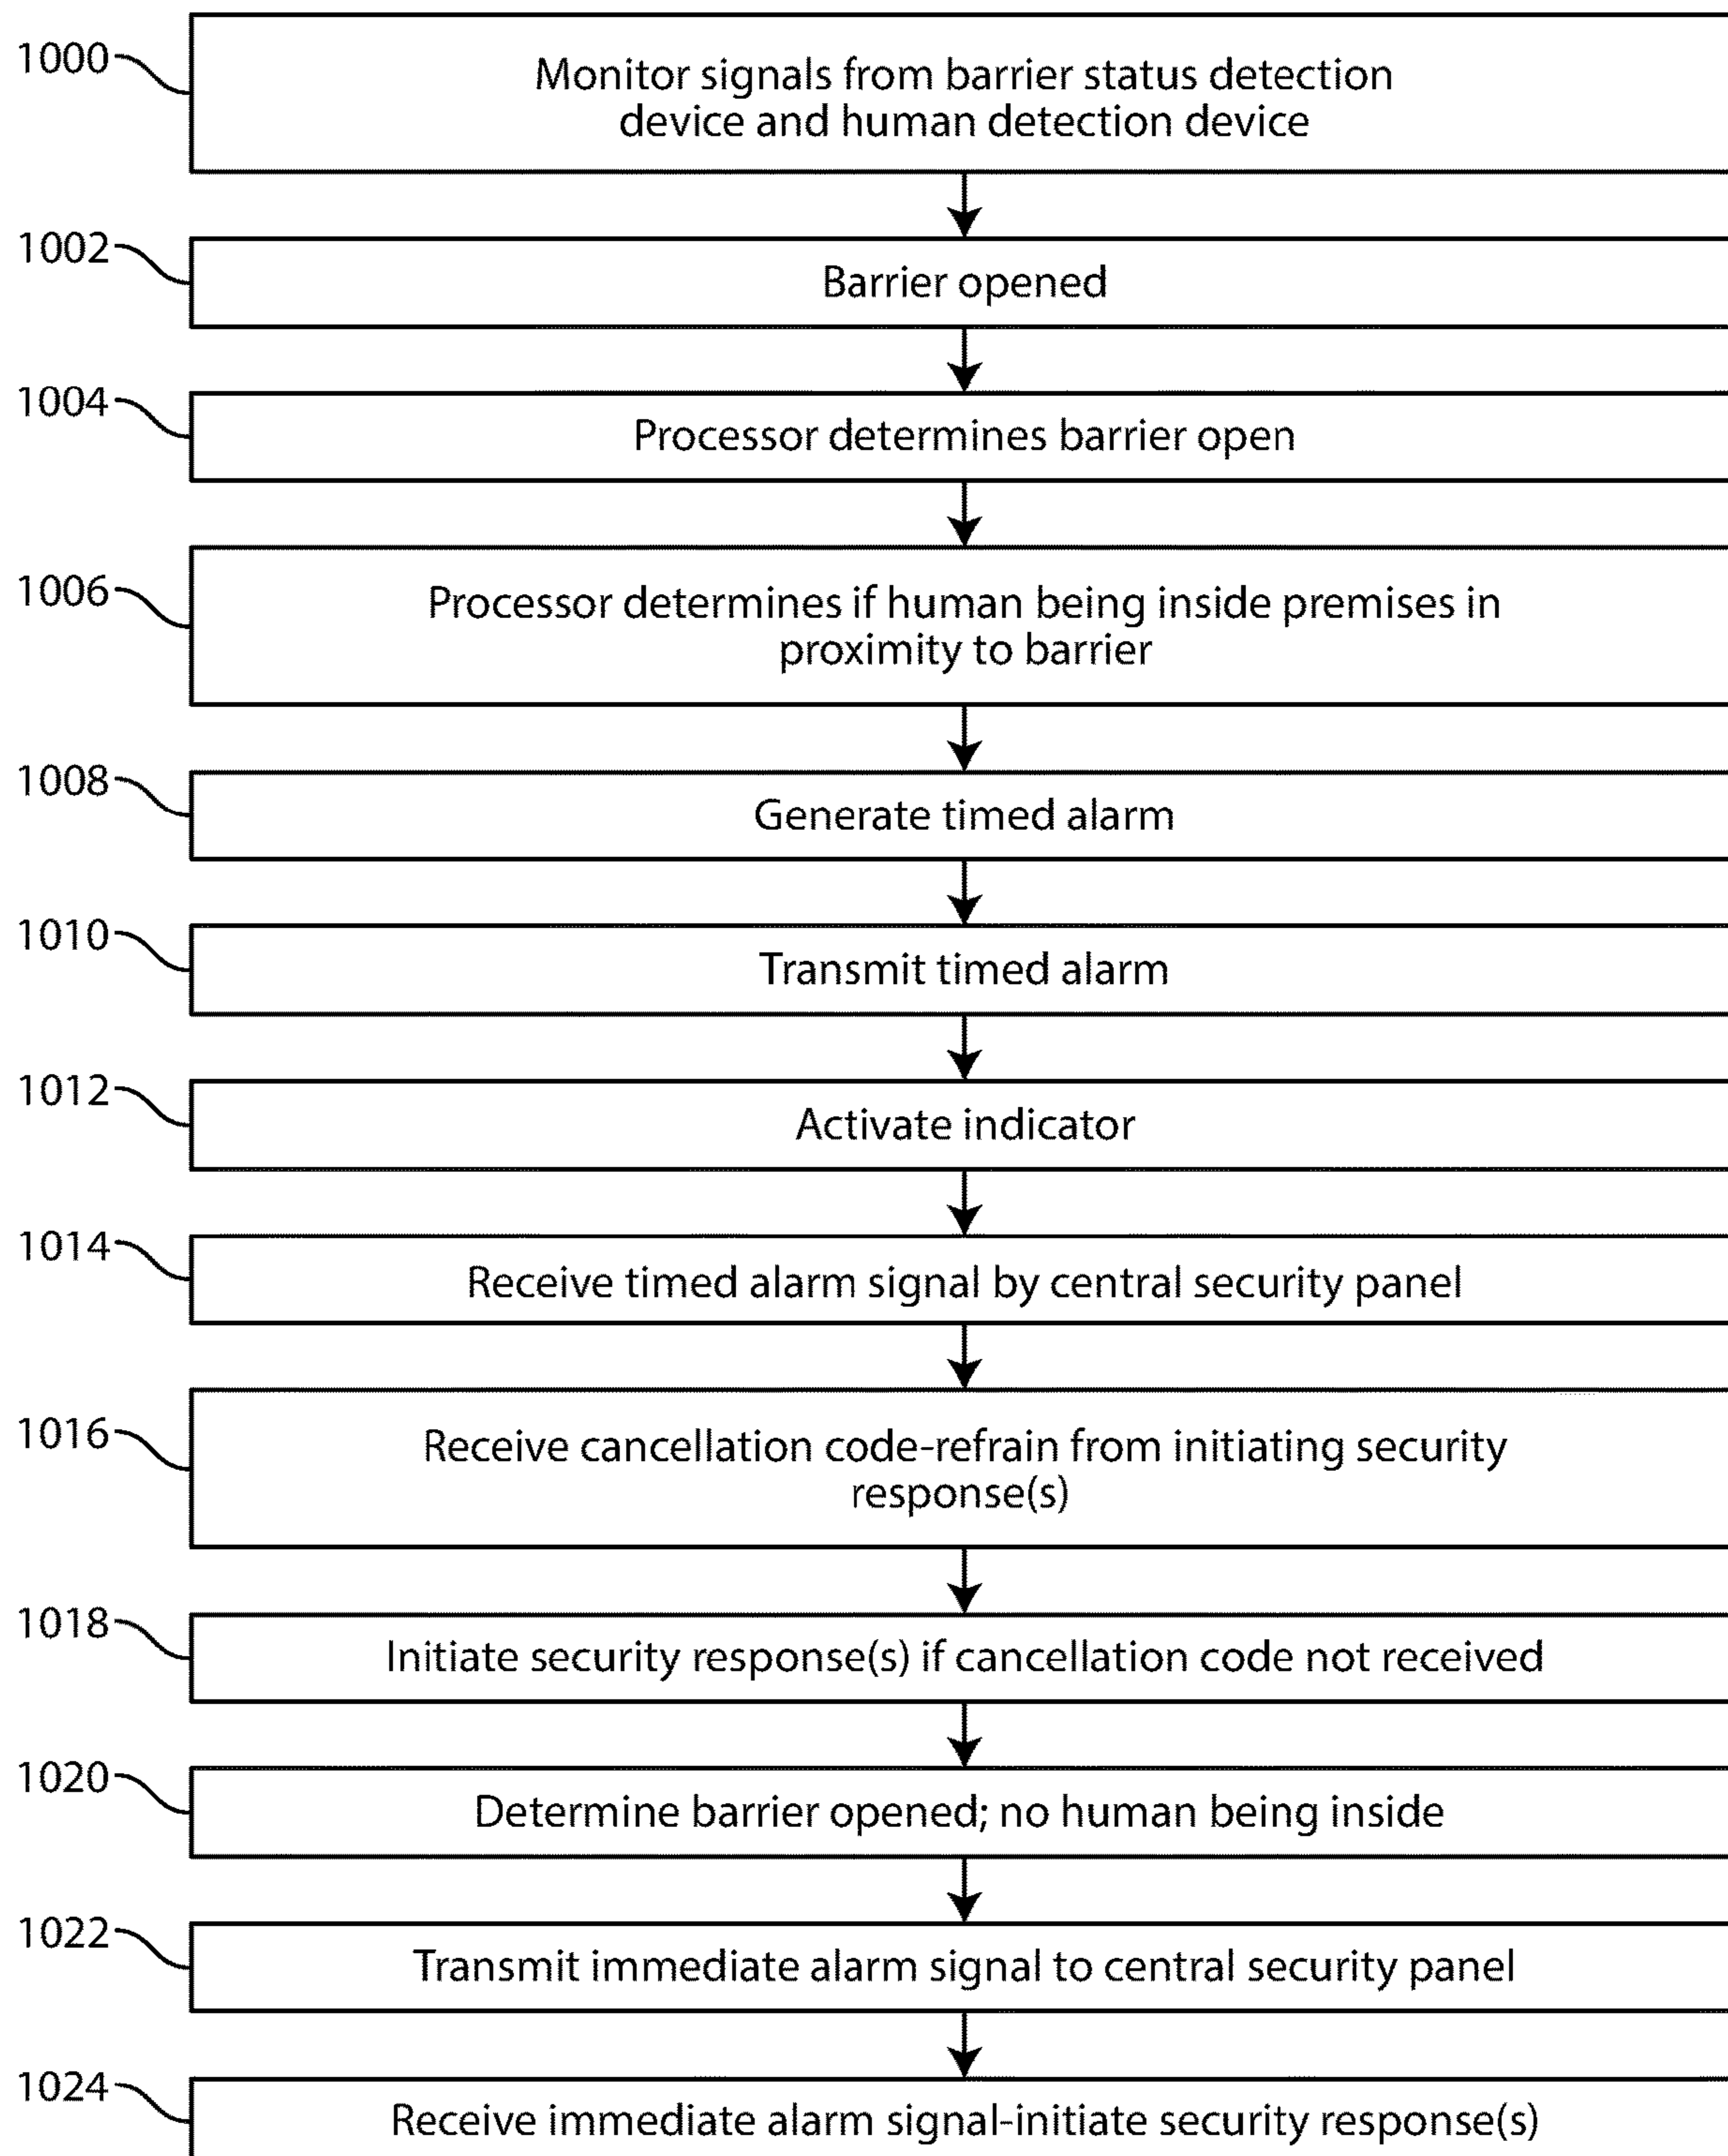 1000
Monitor signals from barrier status detection
device and human detection device
1002
Barrier opened
1004
Processor determines barrier open
1006
Processor determines if human being inside premises in
proximity to barrier
1008
Generate timed alarm
1010
Transmit timed alarm
1012
Activate indicator
1014
Receive timed alarm signal by central security panel
1016
Receive cancellation code-refrain from initiating security
response(s)
1018
Initiate security response(s) if cancellation code not received
1020
Determine barrier opened; no human being inside
1022
Transmit immediate alarm signal to central security panel
1024
Receive immediate alarm signal-initiate security response(s)